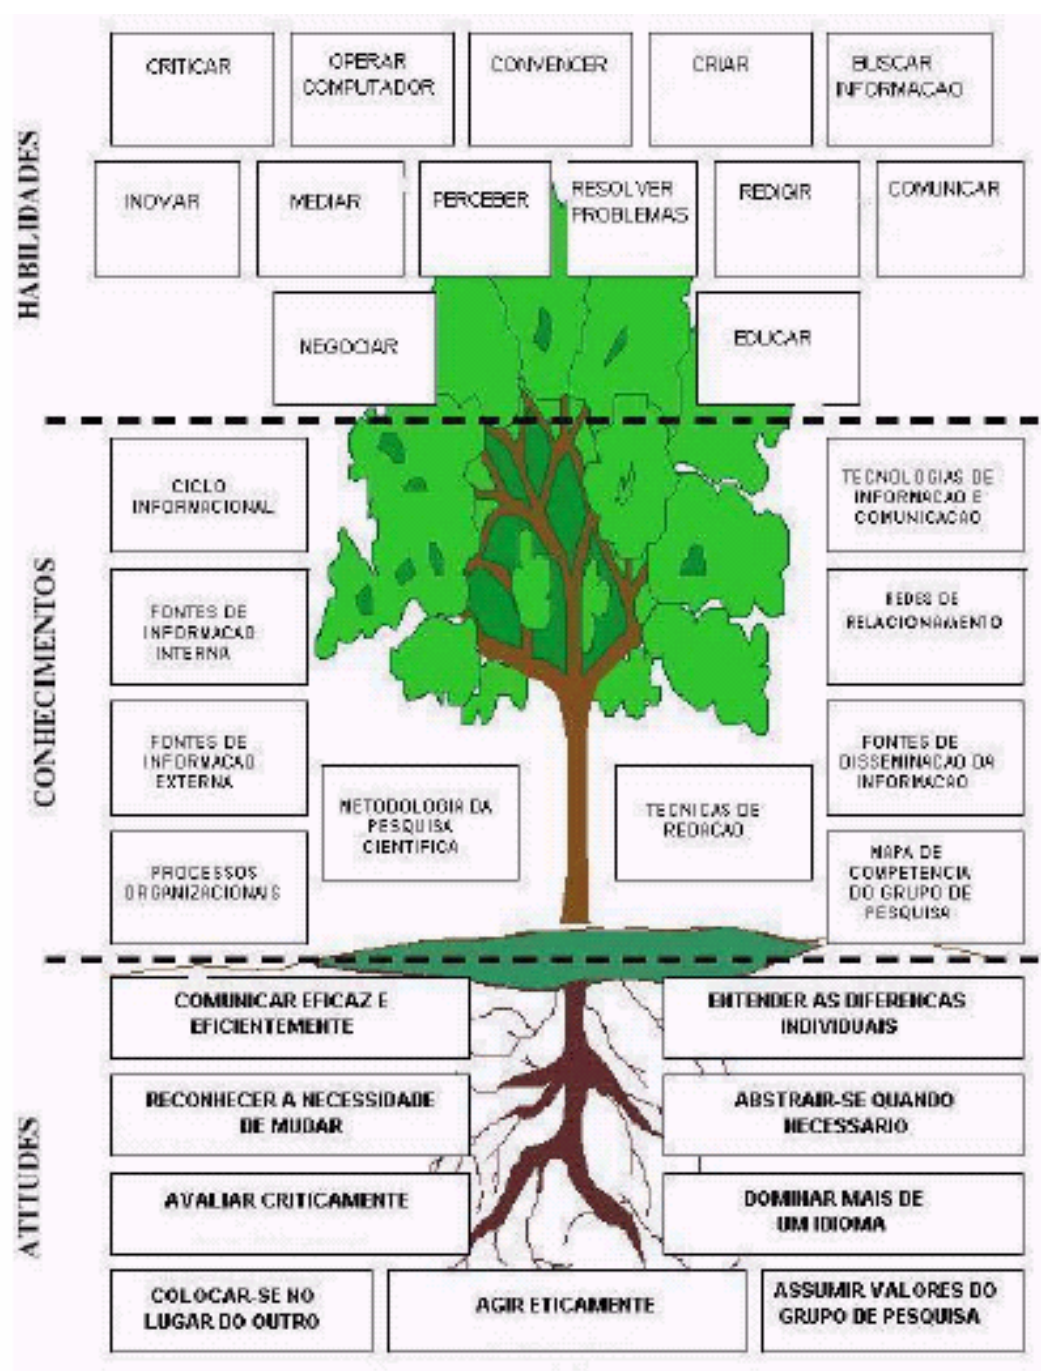 HABILIDADES
CRITICAR
OPERAR
COMPUTADOR
CONVENCER
CRIAR
BUSCAR
INFORMACAO
INOVAR
MEDIAR
PERCEBER
RESOLVER
PROBLEMAS
REDIGIR
COMUNICAR
NEGOCIAR
EDUCAR
CONHECIMENTOS
CICLO
INFORMACIONAL
TECNOLOGIAS DE
INFORMACAO E
COMUNICACAO
FONTES DE
INFORMACAO
INTERNA
REDES DE
RELACIONAMENTO
FONTES DE
INFORMACAO
EXTERNA
FONTES DE
DISSEMINACAO DA
INFORMACAO
METODOLOGIA DA
PESQUISA
CIENTIFICA
TECNICAS DE
REDACAO
PROCESSOS
ORGANIZACIONAIS
MAPA DE
COMPETENCIA
DO GRUPO DE
PESQUISA
ATITUDES
COMUNICAR EFICAZ E
EFICIENTEMENTE
ENTENDER AS DIFERENCAS
INDIVIDUAIS
RECONHECER A NECESSIDADE
DE MUDAR
ABSTRAIR-SE QUANDO
NECESSÁRIO
AVALIAR CRITICAMENTE
DOMINAR MAIS DE
UM IDIOMA
COLOCAR-SE NO
LUGAR DO OUTRO
AGIR ETICAMENTE
ASSUMIR VALORES DO
GRUPO DE PESQUISA